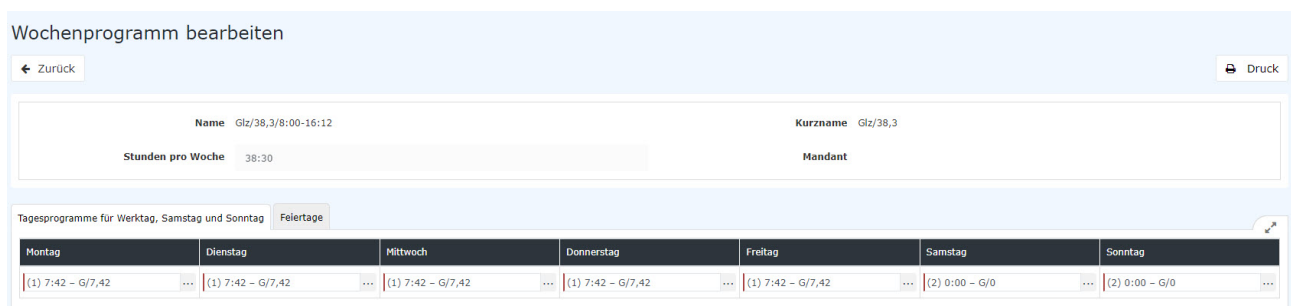 Wochenprogramm bearbeiten
Zurück
Druck
Name Glz/38,3/8:00-16:12 Kurzname Glz/38,3
Stunden pro Woche 38:30 Mandant
Tagesprogramme für Werktag, Samstag und Sonntag Feiertage
Montag Dienstag Mittwoch Donnerstag Freitag Samstag Sonntag
(1) 7:42 – G/7,42 ... (1) 7:42 – G/7,42 ... (1) 7:42 – G/7,42 ... (1) 7:42 – G/7,42 ... (1) 7:42 – G/7,42 ... (2) 0:00 – G/0 ... (2) 0:00 – G/0 ...